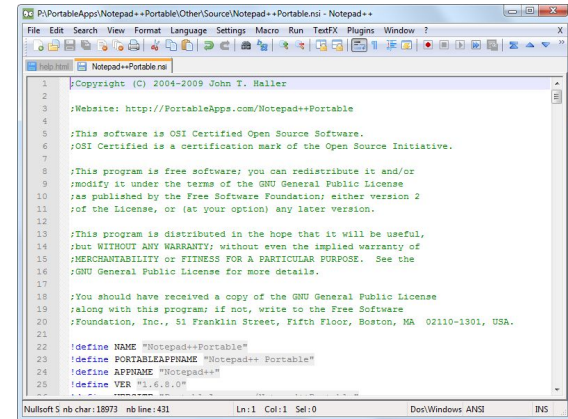 P:\PortableApps\Notepad++Portable\Other\Source\Notepad++Portable.nsi - Notepad++
File Edit Search View Format Language Settings Macro Run TextFX Plugins Window ? X
help.html Notepad++Portable.nsi
1 ;Copyright (C) 2004-2009 John T. Haller
2
3 ;Website: http://PortableApps.com/Notepad++Portable
4
5 ;This software is OSI Certified Open Source Software.
6 ;OSI Certified is a certification mark of the Open Source Initiative.
7
8 ;This program is free software; you can redistribute it and/or
9 ;modify it under the terms of the GNU General Public License
10 ;as published by the Free Software Foundation; either version 2
11 ;of the License, or (at your option) any later version.
12
13 ;This program is distributed in the hope that it will be useful,
14 ;but WITHOUT ANY WARRANTY; without even the implied warranty of
15 ;MERCHANTABILITY or FITNESS FOR A PARTICULAR PURPOSE.  See the
16 ;GNU General Public License for more details.
17
18 ;You should have received a copy of the GNU General Public License
19 ;along with this program; if not, write to the Free Software
20 ;Foundation, Inc., 51 Franklin Street, Fifth Floor, Boston, MA  02110-1301, USA.
21
22 !define NAME "Notepad++Portable"
23 !define PORTABLEAPPNAME "Notepad++ Portable"
24 !define APPNAME "Notepad++"
25 !define VER "1.6.8.0"
Nullsoft S nb char : 18973 nb line : 431 Ln : 1 Col : 1 Sel : 0 Dos\Windows ANSI INS